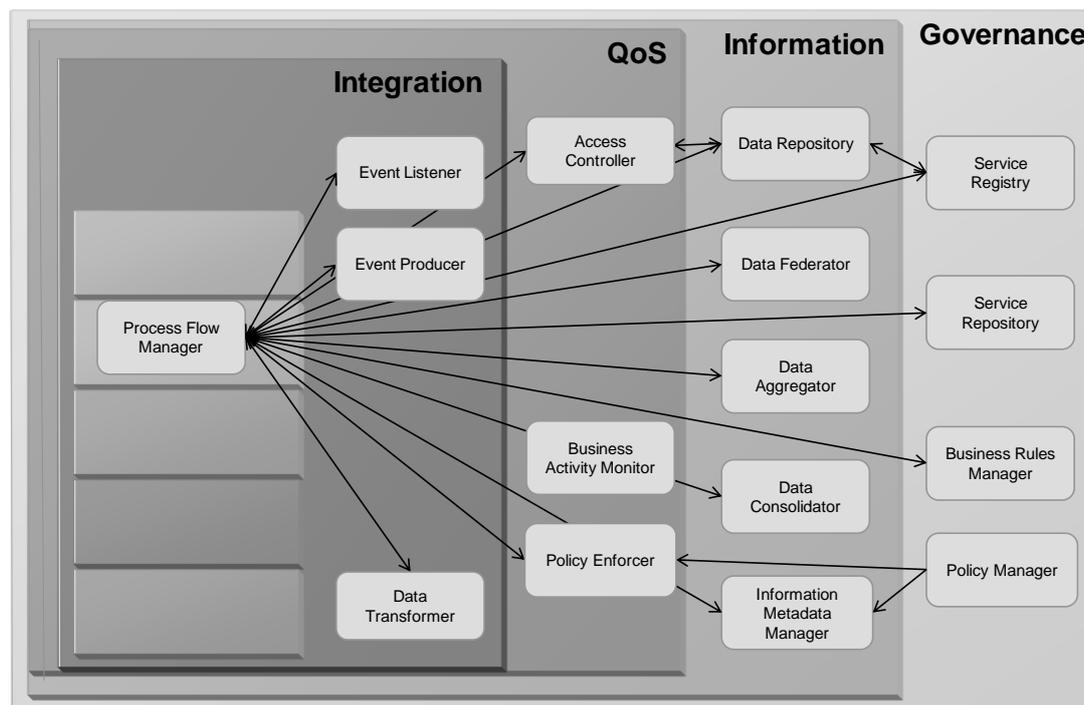 Governance
Information
QoS
Integration
Event Listener
Access
Controller
Data Repository
Service
Registry
Event Producer
Data Federator
Process Flow
Manager
Service
Repository
Data
Aggregator
Business
Activity Monitor
Data
Consolidator
Business Rules
Manager
Policy Enforcer
Policy Manager
Data
Transformer
Information
Metadata
Manager